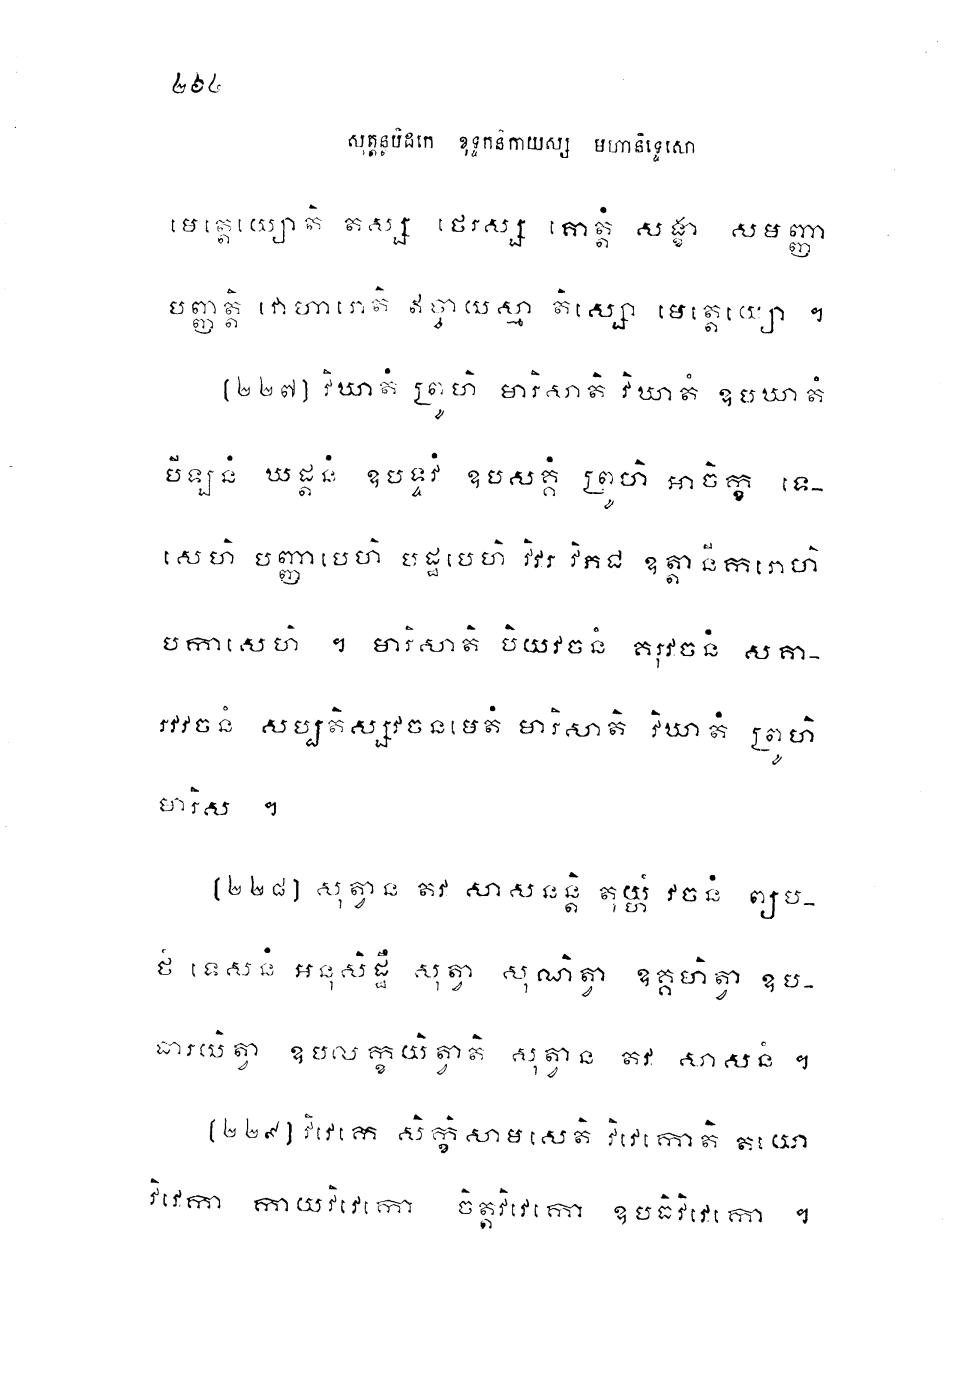 ២៦៤
សុត្តន្តបិដកេ ខុទ្ទកនិកាយស្ស មហានិទ្ទេសោ
មេត្តេយ្យោតិ តស្ស ថេរស្ស គោត្តំ សង្ខា សមញ្ញា
បញ្ញត្តិ វោហារោតិ ឥច្ចាយស្មា តិស្សោ មេត្តេយ្យោ ។
(២២៧) វិឃាតំ ព្រូហិ មារិសាតិ វិឃាតំ ឧបឃាតំ
បីឡនំ ឃដ្តនំ ឧបទ្ទវំ ឧបសគ្គំ ព្រូហិ អាចិក្ខ ទេ-
សេហិ បញ្ញាបេហិ បដ្ឋបេហិ វិវរ វិភជ ឧត្តានីករោហិ
បកាសេហិ ។ មារិសាតិ បិយវចនំ គរុវចនំ សគា-
រវវចនំ សប្បតិស្សវចនមេតំ មារិសាតិ វិឃាតំ ព្រូហិ
មារិស ។
(២២៨) សុត្វាន តវ សាសនន្តិ តុយ្ហំ វចនំ ព្យប-
ថំ ទេសនំ អនុសិដ្ឋឹ សុត្វា សុណិត្វា ឧគ្គហិត្វា ឧប-
ធារយិត្វា ឧបលក្ខយិត្វាតិ សុត្វាន តវ សាសនំ ។
(២២៩) វិវេកេ សិក្ខិសាមសេតិ វិវេកោតិ តយោ
វិវេកា កាយវិវេកោ ចិត្តវិវេកោ ឧបធិវិវេកោ ។